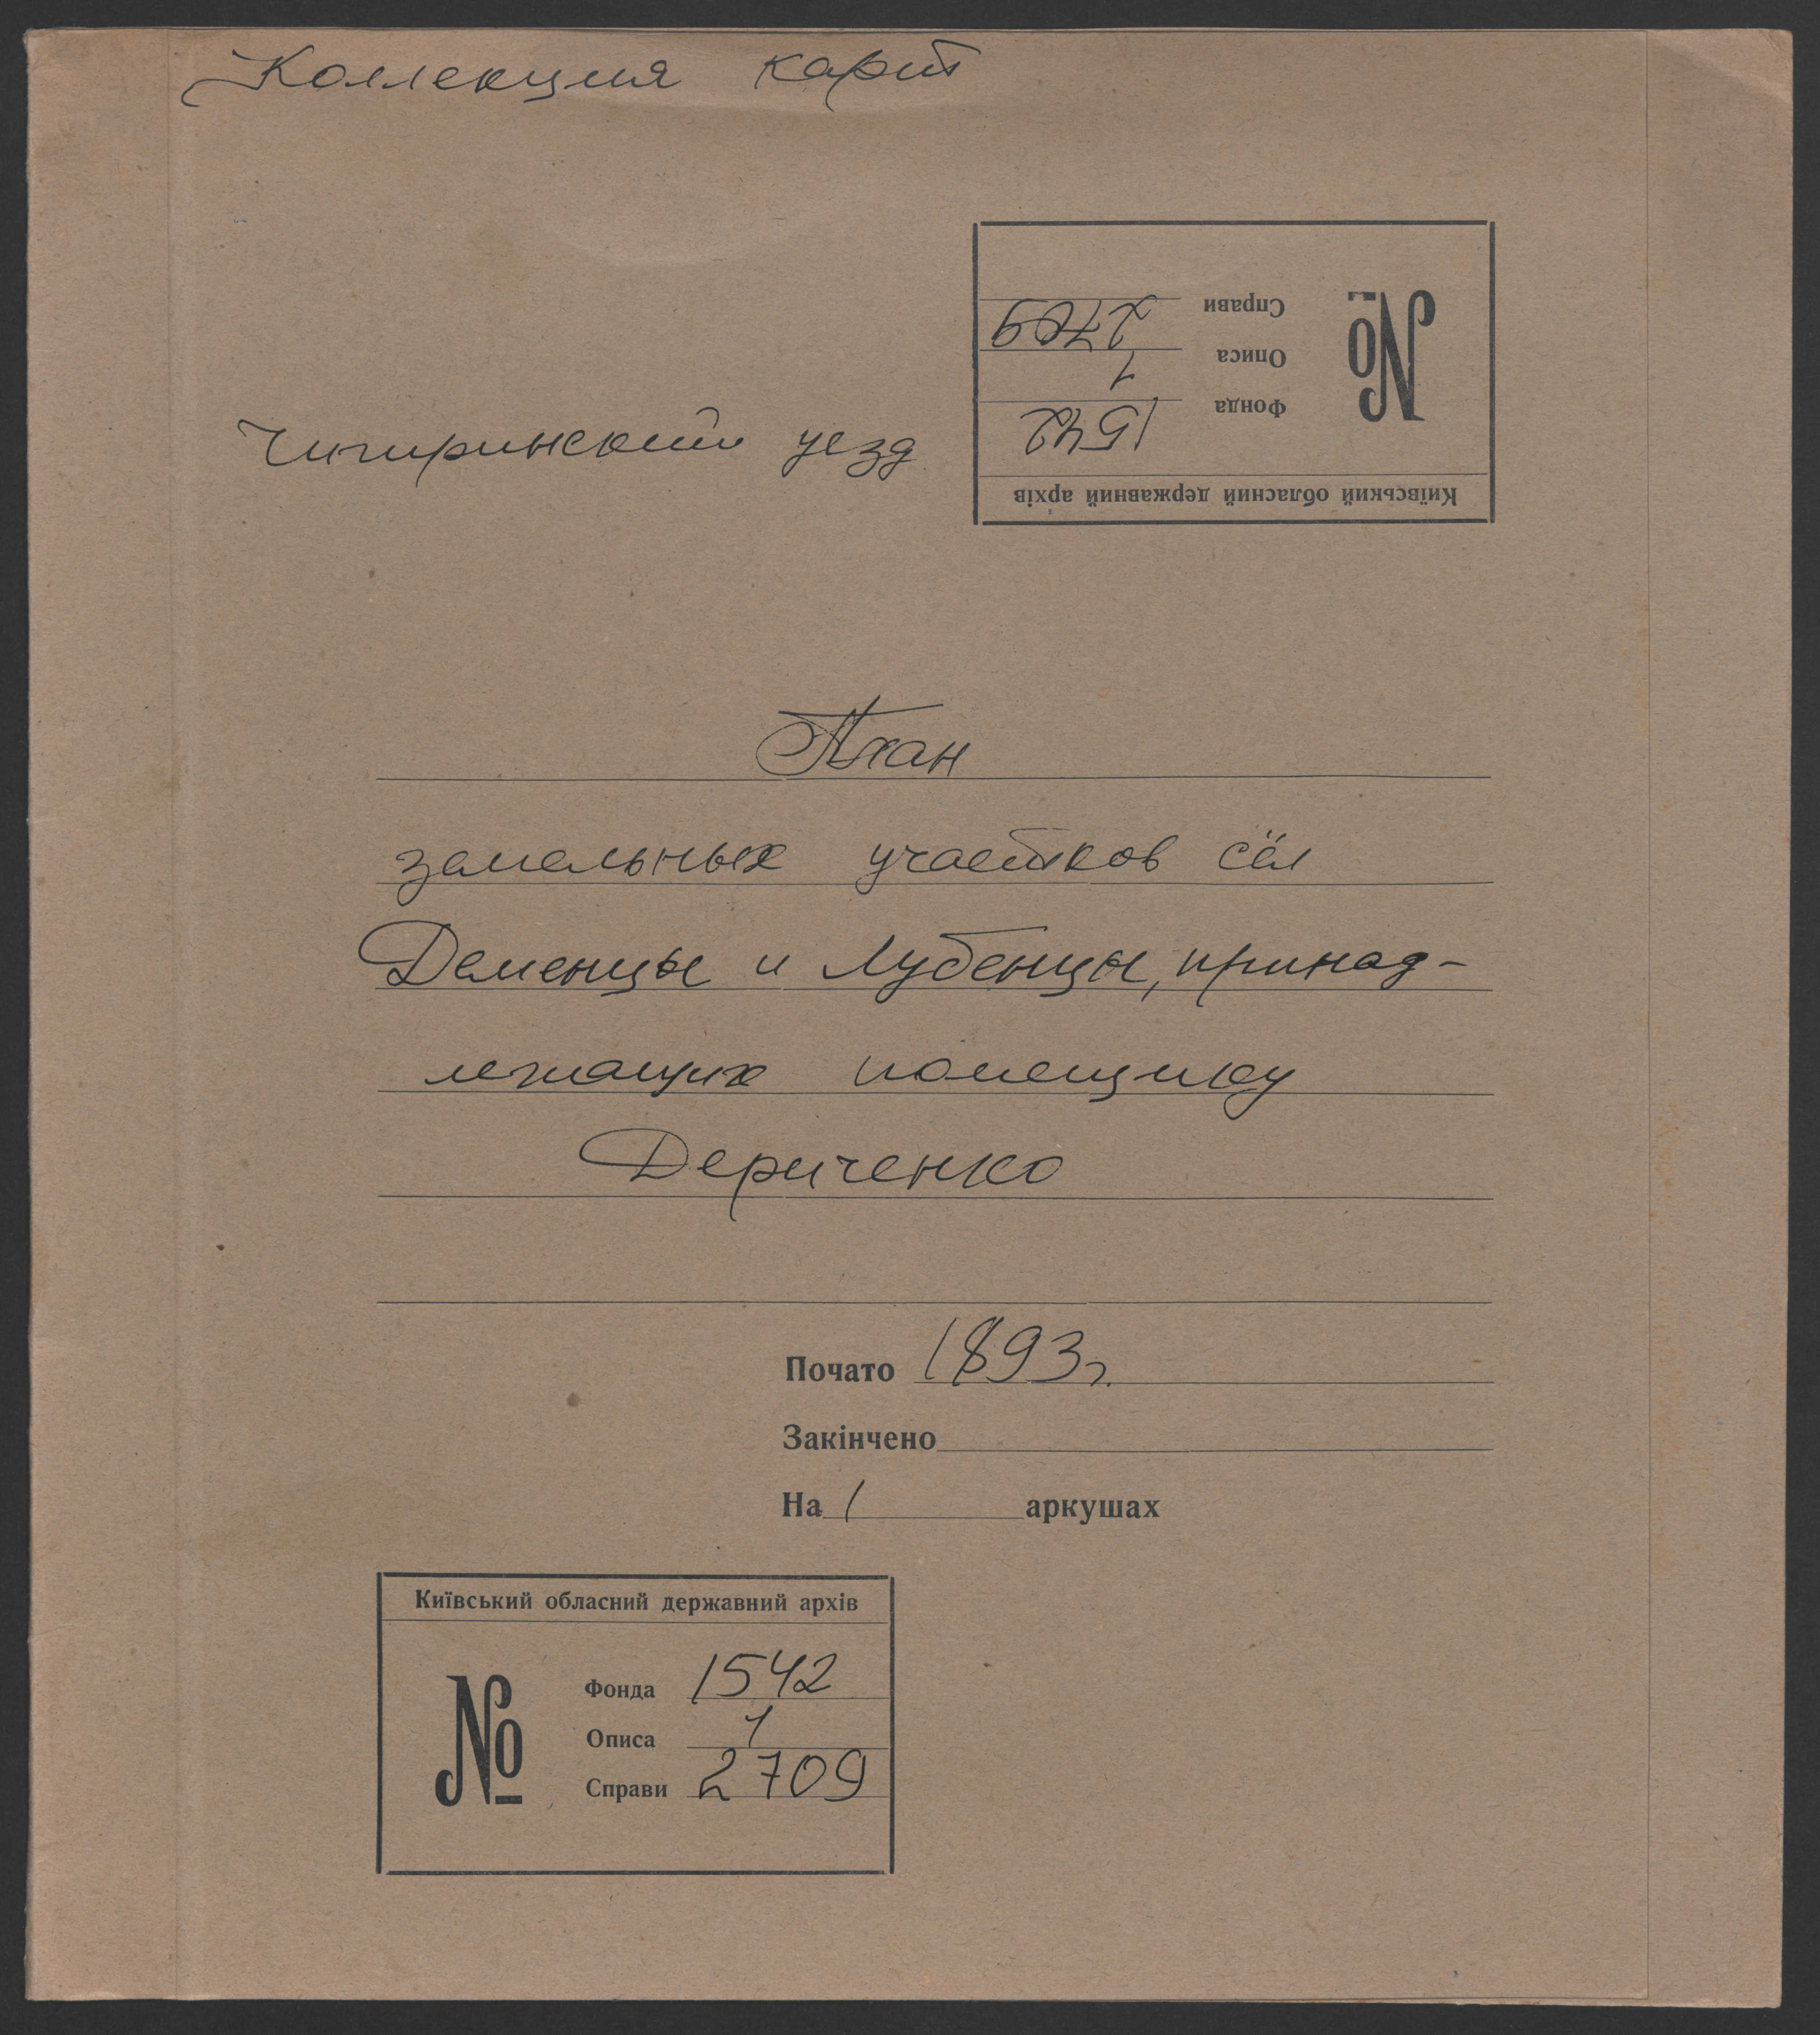 Коллекция карт
Київський обласний державний архів
№
Фонда 1542
Описа 1
Справи 2709
Чигиринский уезд
План
земельных участков сёл
Деменцы и Лубенцы, принад-
лежащих помещику
Дериченко
Почато 1893 г.
Закінчено
На 1 аркушах
Київський обласний державний архів
№
Фонда 1542
Описа 1
Справи 2709